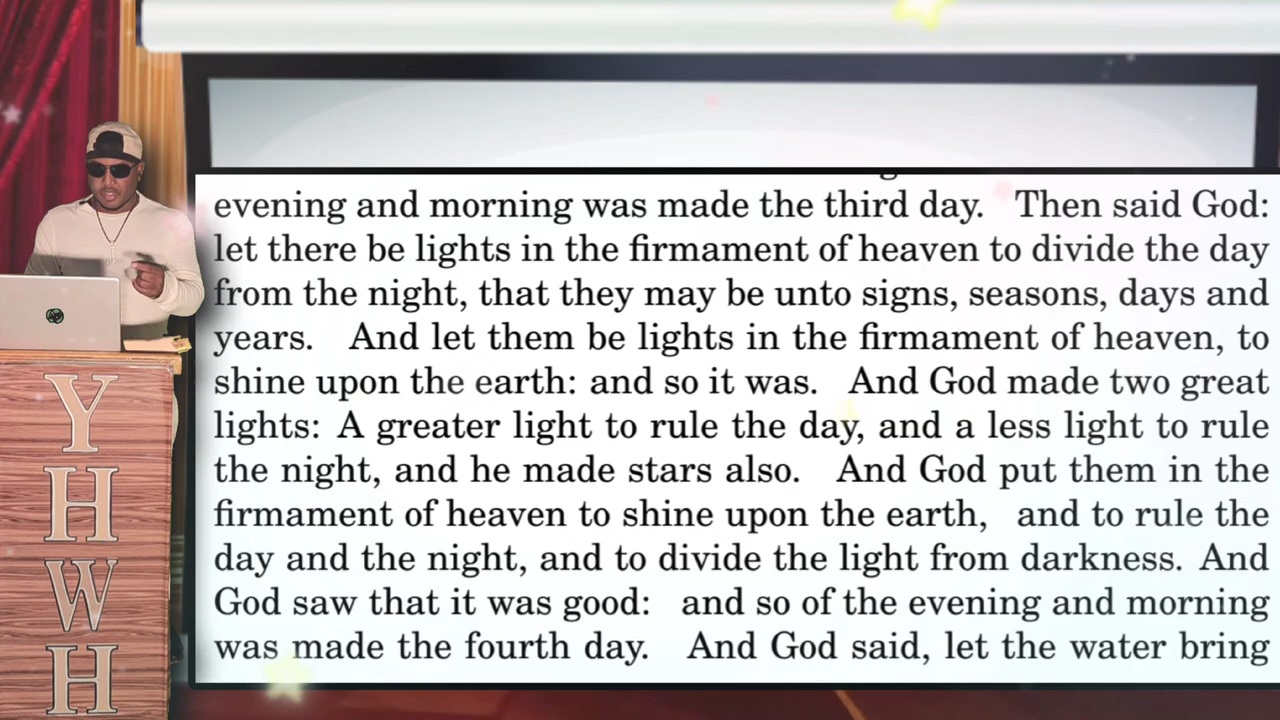 evening and morning was made the third day. Then said God:
let there be lights in the firmament of heaven to divide the day
from the night, that they may be unto signs, seasons, days and
years. And let them be lights in the firmament of heaven, to
shine upon the earth: and so it was. And God made two great
lights: A greater light to rule the day, and a less light to rule
the night, and he made stars also. And God put them in the
firmament of heaven to shine upon the earth, and to rule the
day and the night, and to divide the light from darkness. And
God saw that it was good: and so of the evening and morning
was made the fourth day. And God said, let the water bring
Y
H
W
H